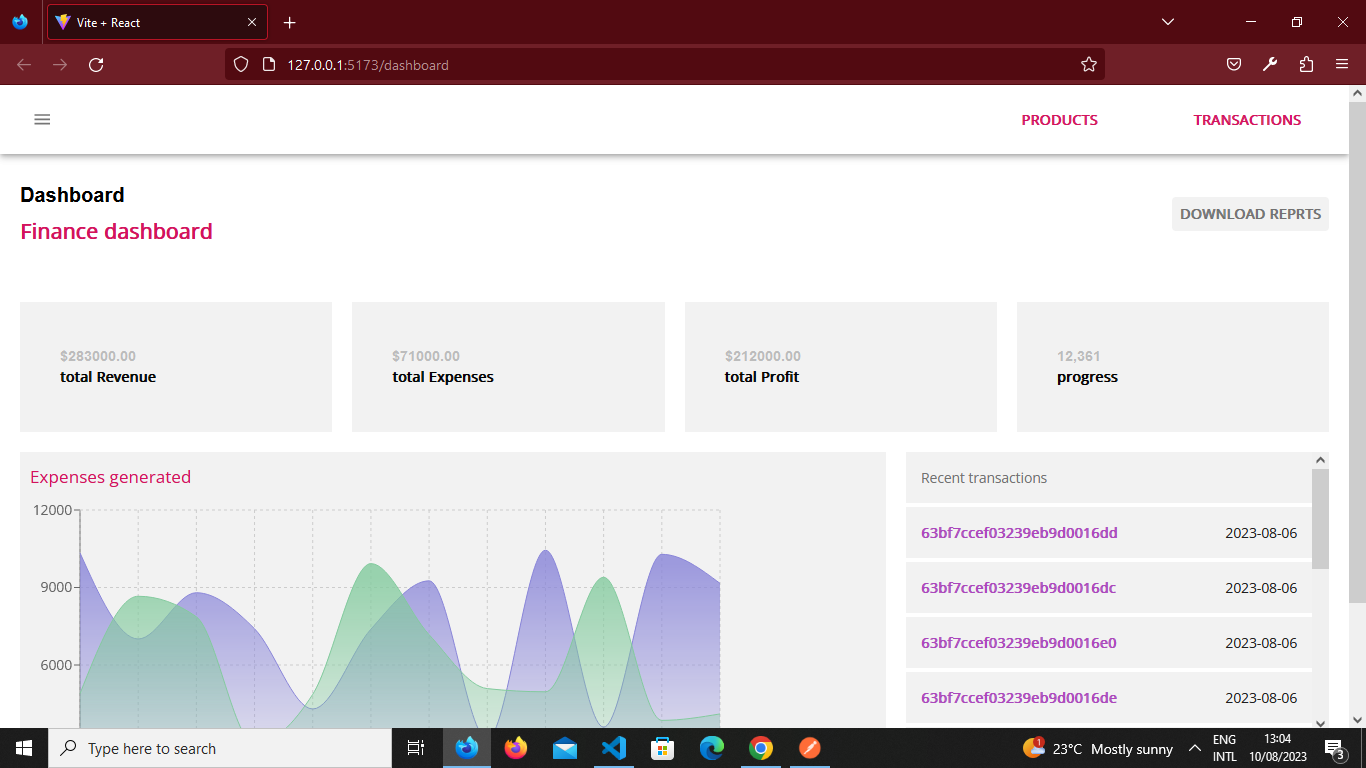 Vite + React
127.0.0.1:5173/dashboard
PRODUCTS TRANSACTIONS
Dashboard
Finance dashboard
DOWNLOAD REPRTS
$283000.00
total Revenue
$71000.00
total Expenses
$212000.00
total Profit
12,361
progress
Expenses generated
12000
9000
6000
Recent transactions
63bf7ccef03239eb9d0016dd 2023-08-06
63bf7ccef03239eb9d0016dc 2023-08-06
63bf7ccef03239eb9d0016e0 2023-08-06
63bf7ccef03239eb9d0016de 2023-08-06
Type here to search
1
23°C Mostly sunny
ENG
INTL
13:04
10/08/2023
3